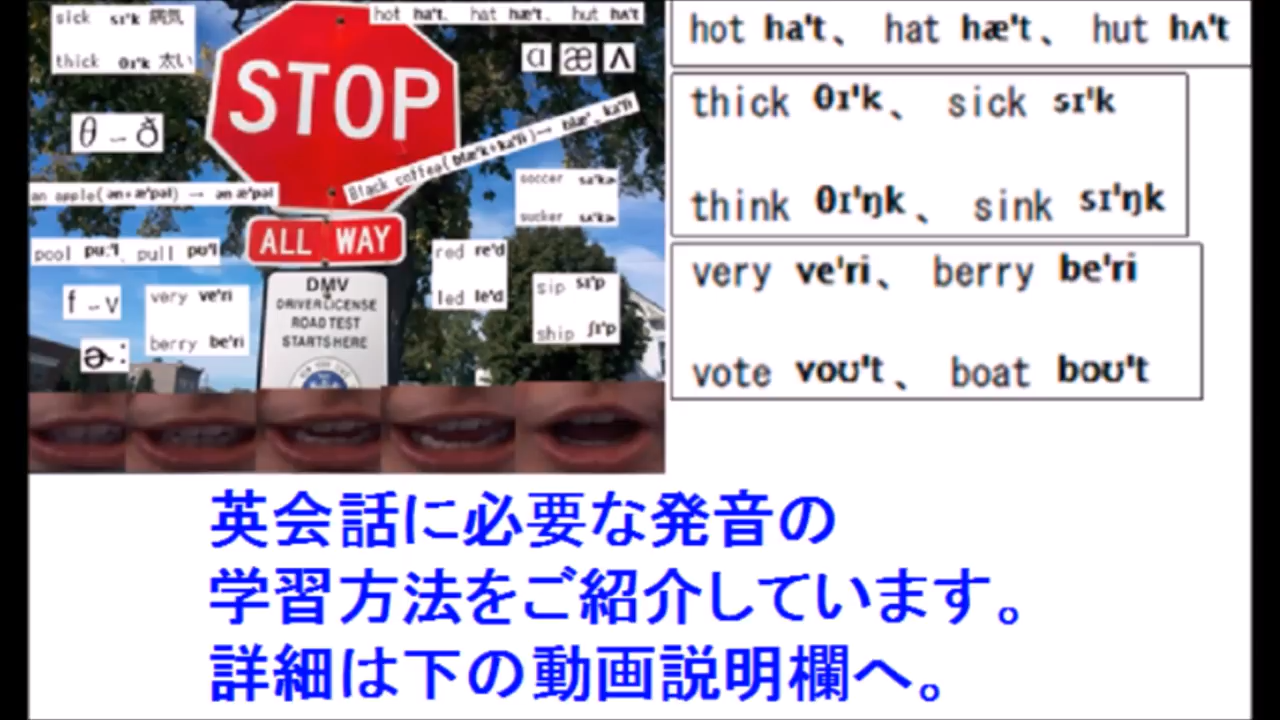 sick sɪ'k 病気
thick θɪ'k 太い
hot hɑ't、 hat hæ't、 hut hʌ't
ɑ æ ʌ
θ – ð
STOP
Black coffee(blæ'k+kɑ'fi)→ blæ'_kɑ'fi
an apple(ən+æ'pəl) → ən æ'pəl
soccer sɑ'kɚ
sucker sʌ'kɚ
ALL WAY
pool pu:'l、 pull pʊ'l
red re'd
led le'd
f – v
very ve'ri
berry be'ri
sip sɪ'p
ship ʃɪ'p
ɚ:
DMV
DRIVER LICENSE
ROAD TEST
STARTS HERE
hot hɑ't、 hat hæ't、 hut hʌ't
thick θɪ'k、 sick sɪ'k
think θɪ'ŋk、 sink sɪ'ŋk
very ve'ri、 berry be'ri
vote voʊ't、 boat boʊ't
英会話に必要な発音の
学習方法をご紹介しています。
詳細は下の動画説明欄へ。